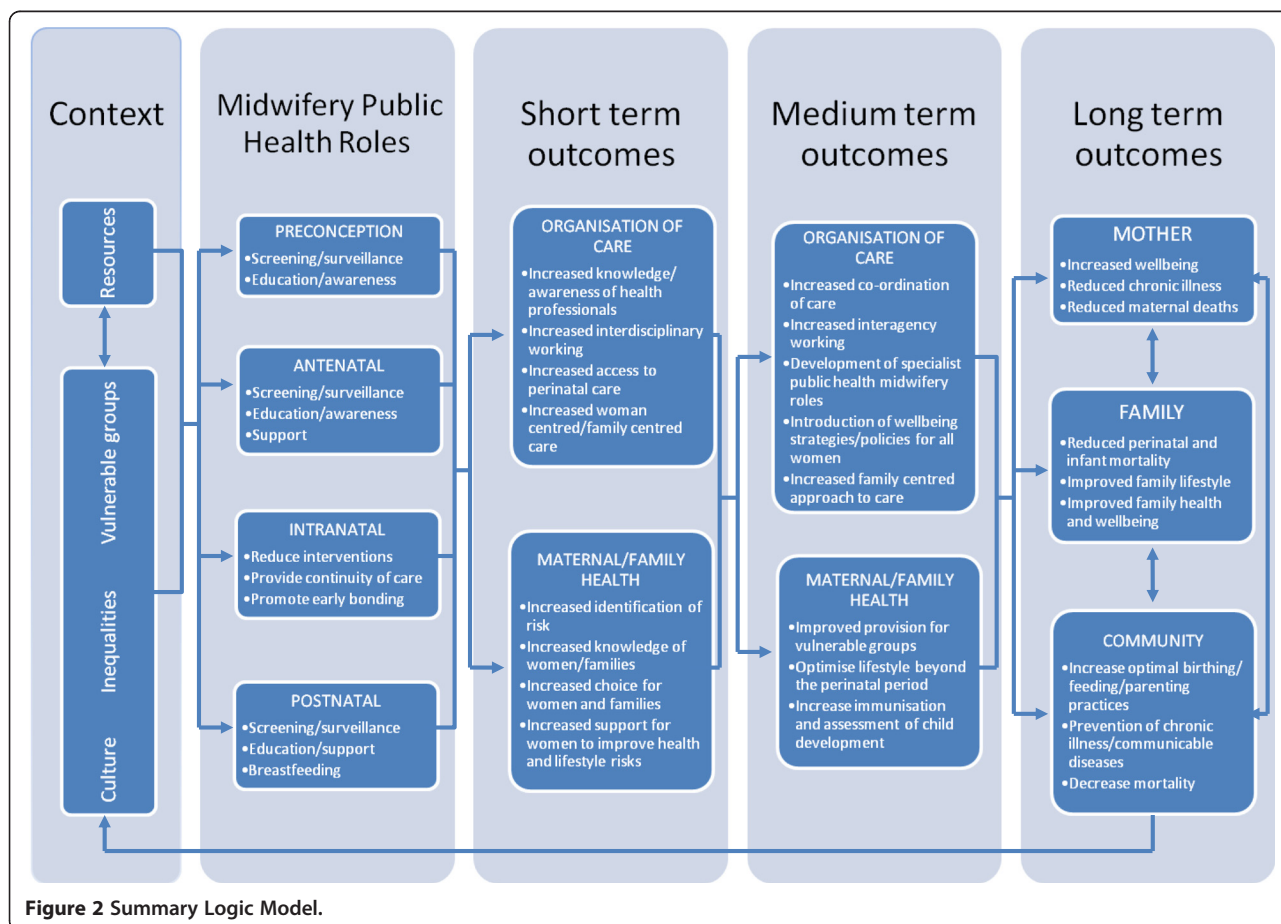 Context
Resources
Vulnerable groups
Inequalities
Culture
Midwifery Public
Health Roles
PRECONCEPTION
•Screening/surveillance
•Education/awareness
ANTENATAL
•Screening/surveillance
•Education/awareness
•Support
INTRANATAL
•Reduce interventions
•Provide continuity of care
•Promote early bonding
POSTNATAL
•Screening/surveillance
•Education/support
•Breastfeeding
Short term
outcomes
ORGANISATION OF
CARE
•Increased knowledge/
awareness of health
professionals
•Increased interdisciplinary
working
•Increased access to
perinatal care
•Increased woman
centred/family centred
care
MATERNAL/FAMILY
HEALTH
•Increased identification of
risk
•Increased knowledge of
women/families
•Increased choice for
women and families
•Increased support for
women to improve health
and lifestyle risks
Medium term
outcomes
ORGANISATION OF
CARE
•Increased co-ordination
of care
•Increased interagency
working
•Development of specialist
public health midwifery
roles
•Introduction of wellbeing
strategies/policies for all
women
•Increased family centred
approach to care
MATERNAL/FAMILY
HEALTH
•Improved provision for
vulnerable groups
•Optimise lifestyle beyond
the perinatal period
•Increase immunisation
and assessment of child
development
Long term
outcomes
MOTHER
•Increased wellbeing
•Reduced chronic illness
•Reduced maternal deaths
FAMILY
•Reduced perinatal and
infant mortality
•Improved family lifestyle
•Improved family health
and wellbeing
COMMUNITY
•Increase optimal birthing/
feeding/parenting
practices
•Prevention of chronic
illness/communicable
diseases
•Decrease mortality
Figure 2 Summary Logic Model.